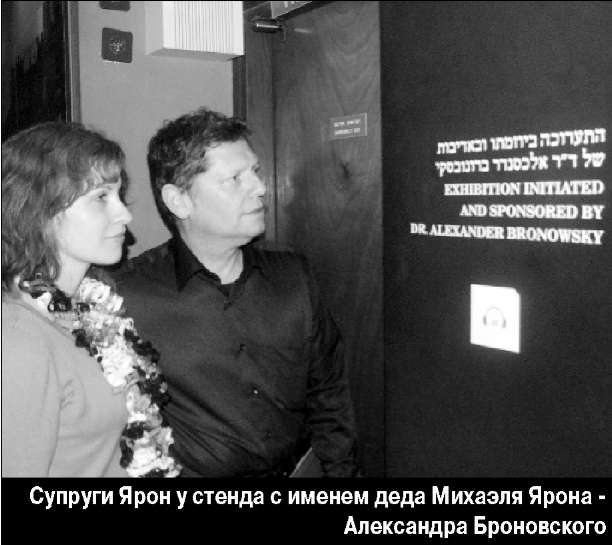 התערוכה ביוזמתו ובאדיבות
של ד"ר אלכסנדר ברונובסקי
EXHIBITION INITIATED
AND SPONSORED BY
DR. ALEXANDER BRONOWSKY
Супруги Ярон у стенда с именем деда Михаэля Ярона -
Александра Броновского